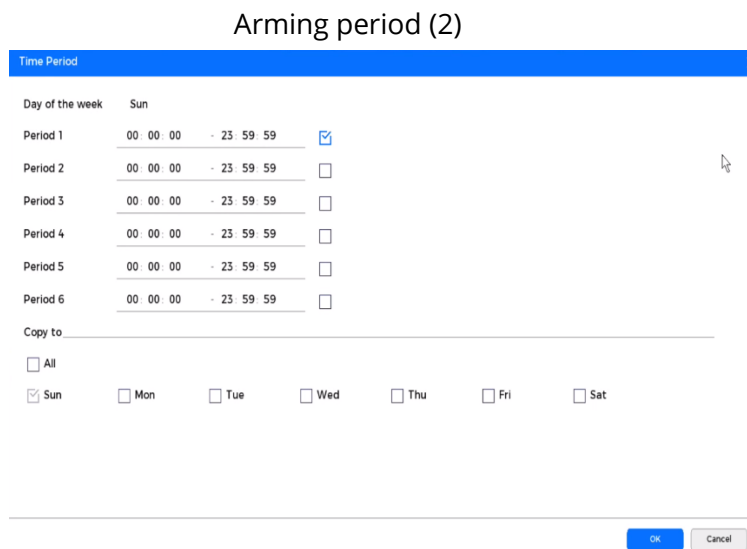 Arming period (2)
Time Period
Day of the week Sun
Period 1 00: 00: 00 - 23: 59: 59
Period 2 00: 00: 00 - 23: 59: 59
Period 3 00: 00: 00 - 23: 59: 59
Period 4 00: 00: 00 - 23: 59: 59
Period 5 00: 00: 00 - 23: 59: 59
Period 6 00: 00: 00 - 23: 59: 59
Copy to
All
Sun Mon Tue Wed Thu Fri Sat
OK Cancel